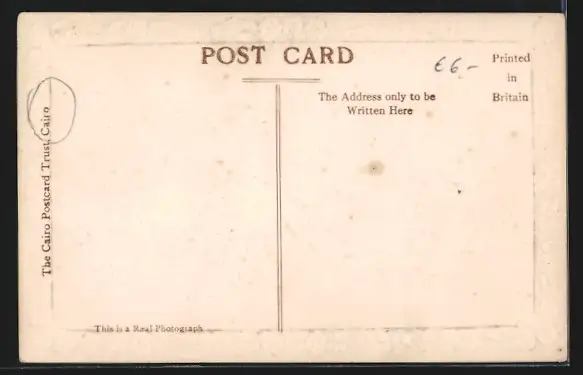 POST CARD
€6-
Printed
in
Britain
The Address only to be
Written Here
The Cairo Postcard Trust, Cairo
This is a Real Photograph